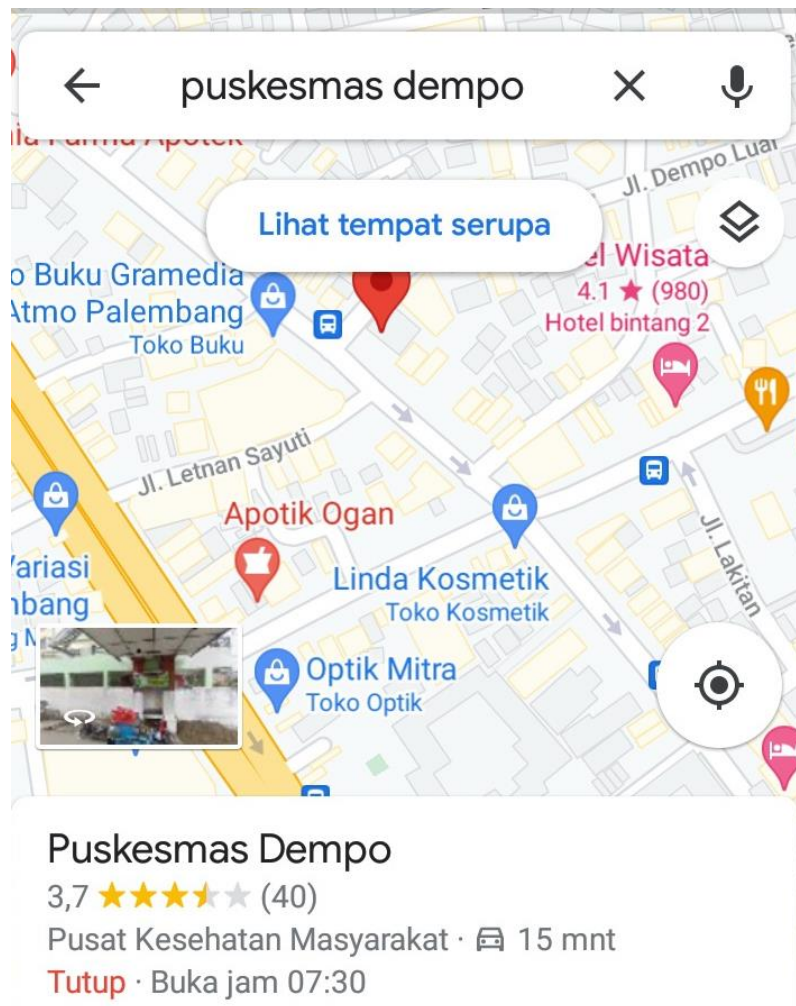 puskesmas dempo
Jl. Dempo Luar
Lihat tempat serupa
Buku Gramedia
Atmo Palembang
Toko Buku
Wisata
4.1 ★ (980)
Hotel bintang 2
Jl. Letnan Sayuti
Apotik Ogan
Jl. Lakitan
Linda Kosmetik
Toko Kosmetik
Optik Mitra
Toko Optik
Puskesmas Dempo
3,7 ★★★★★ (40)
Pusat Kesehatan Masyarakat · 15 mnt
Tutup · Buka jam 07:30